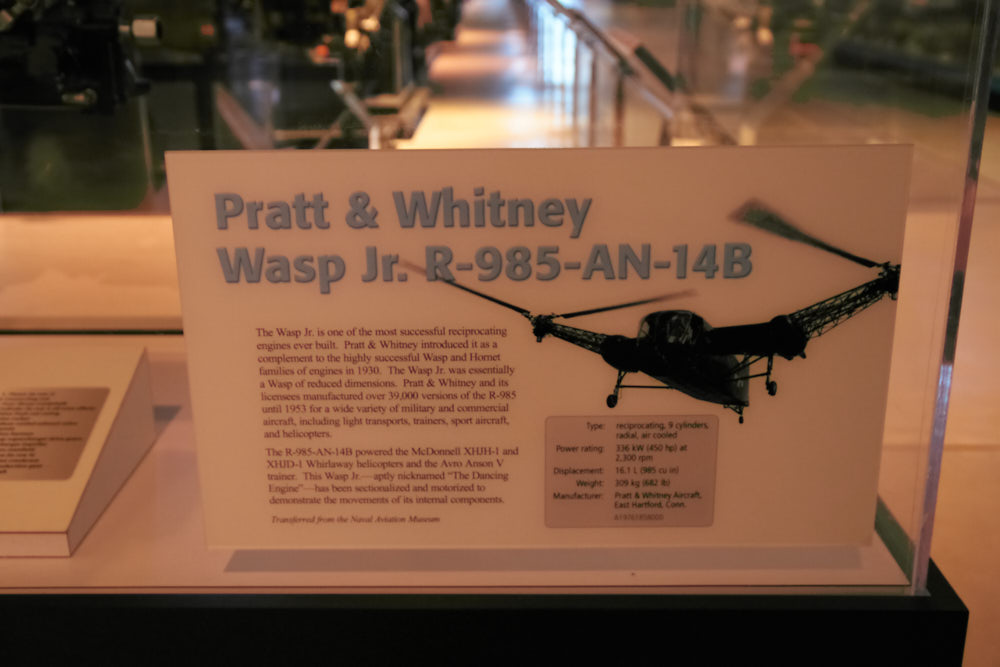 Pratt & Whitney
Wasp Jr. R-985-AN-14B
The Wasp Jr. is one of the most successful reciprocating
engines ever built. Pratt & Whitney introduced it as a
complement to the highly successful Wasp and Hornet
families of engines in 1930. The Wasp Jr. was essentially
a Wasp of reduced dimensions. Pratt & Whitney and its
licensees manufactured over 39,000 versions of the R-985
until 1953 for a wide variety of military and commercial
aircraft, including light transports, trainers, sport aircraft,
and helicopters.
The R-985-AN-14B powered the McDonnell XHJH-1 and
XHJD-1 Whirlaway helicopters and the Avro Anson V
trainer. This Wasp Jr.—aptly nicknamed "The Dancing
Engine"—has been sectionalized and motorized to
demonstrate the movements of its internal components.
Transferred from the Naval Aviation Museum
Type: reciprocating, 9 cylinders,
radial, air cooled
Power rating: 336 kW (450 hp) at
2,300 rpm
Displacement: 16.1 L (985 cu in)
Weight: 309 kg (682 lb)
Manufacturer: Pratt & Whitney Aircraft,
East Hartford, Conn.
A19761858000